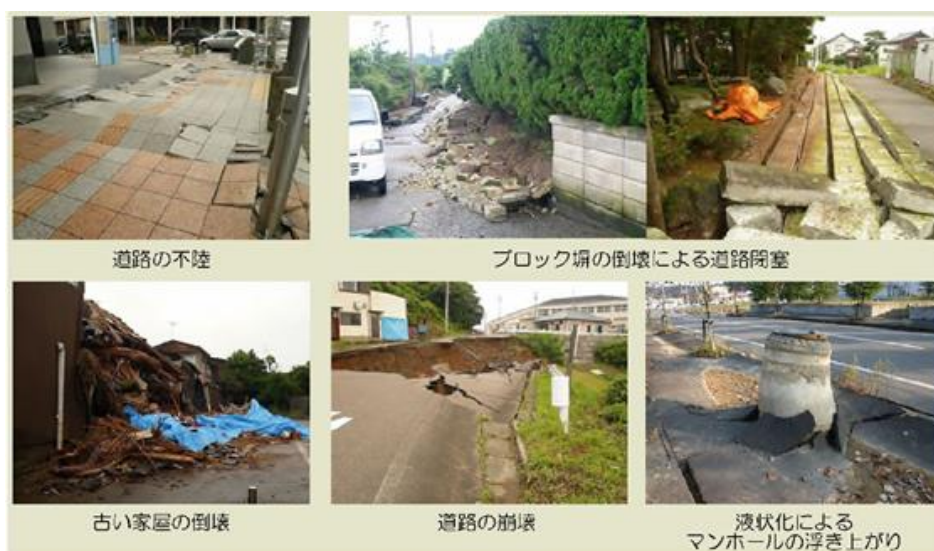 道路の不陸
ブロック塀の倒壊による道路閉塞
古い家屋の倒壊
道路の崩壊
液状化による
マンホールの浮き上がり